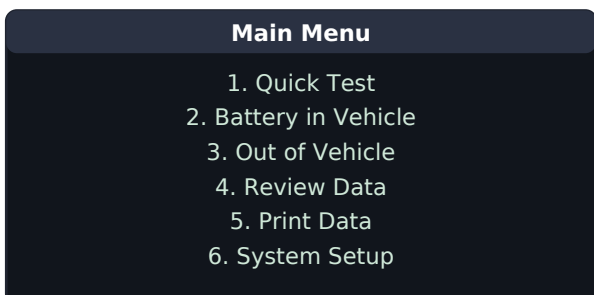 Main Menu
1. Quick Test
2. Battery in Vehicle
3. Out of Vehicle
4. Review Data
5. Print Data
6. System Setup